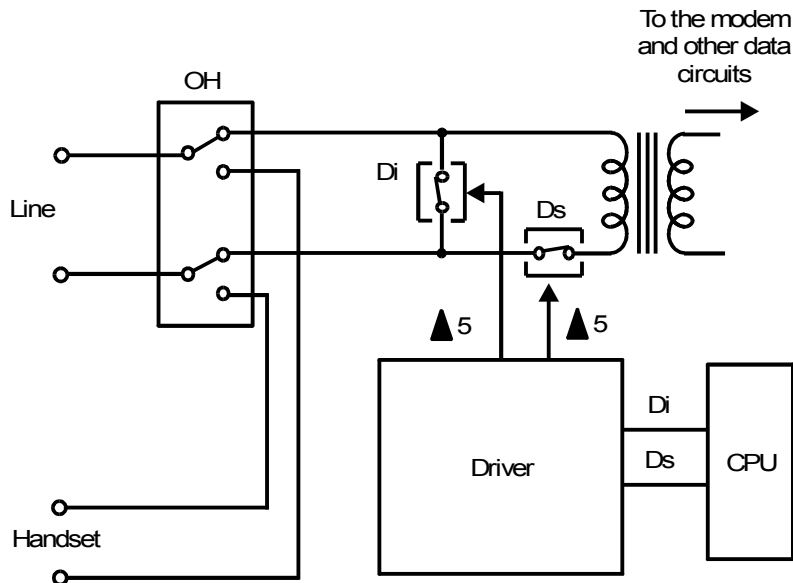 To the modem
and other data
circuits
OH
Di
Ds
Line
5
5
Di
Driver
Ds
CPU
Handset